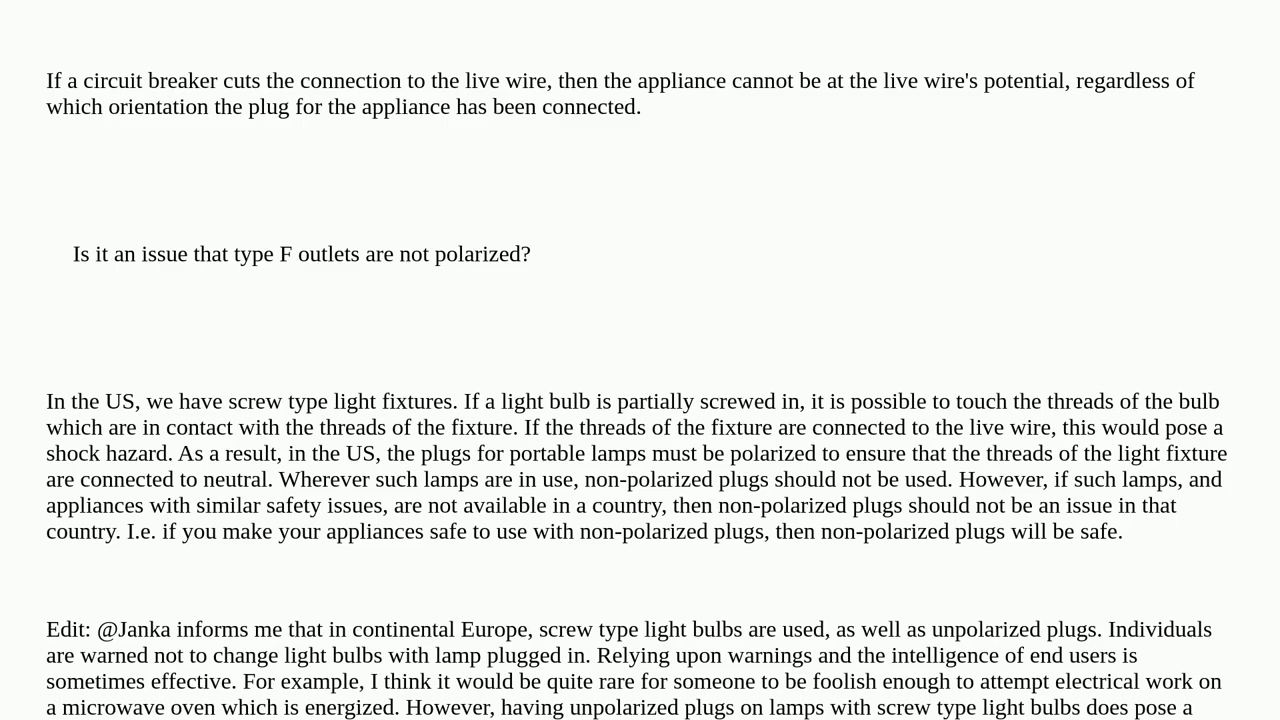 If a circuit breaker cuts the connection to the live wire, then the appliance cannot be at the live wire's potential, regardless of
which orientation the plug for the appliance has been connected.
Is it an issue that type F outlets are not polarized?
In the US, we have screw type light fixtures. If a light bulb is partially screwed in, it is possible to touch the threads of the bulb
which are in contact with the threads of the fixture. If the threads of the fixture are connected to the live wire, this would pose a
shock hazard. As a result, in the US, the plugs for portable lamps must be polarized to ensure that the threads of the light fixture
are connected to neutral. Wherever such lamps are in use, non-polarized plugs should not be used. However, if such lamps, and
appliances with similar safety issues, are not available in a country, then non-polarized plugs should not be an issue in that
country. I.e. if you make your appliances safe to use with non-polarized plugs, then non-polarized plugs will be safe.
Edit: @Janka informs me that in continental Europe, screw type light bulbs are used, as well as unpolarized plugs. Individuals
are warned not to change light bulbs with lamp plugged in. Relying upon warnings and the intelligence of end users is
sometimes effective. For example, I think it would be quite rare for someone to be foolish enough to attempt electrical work on
a microwave oven which is energized. However, having unpolarized plugs on lamps with screw type light bulbs does pose a